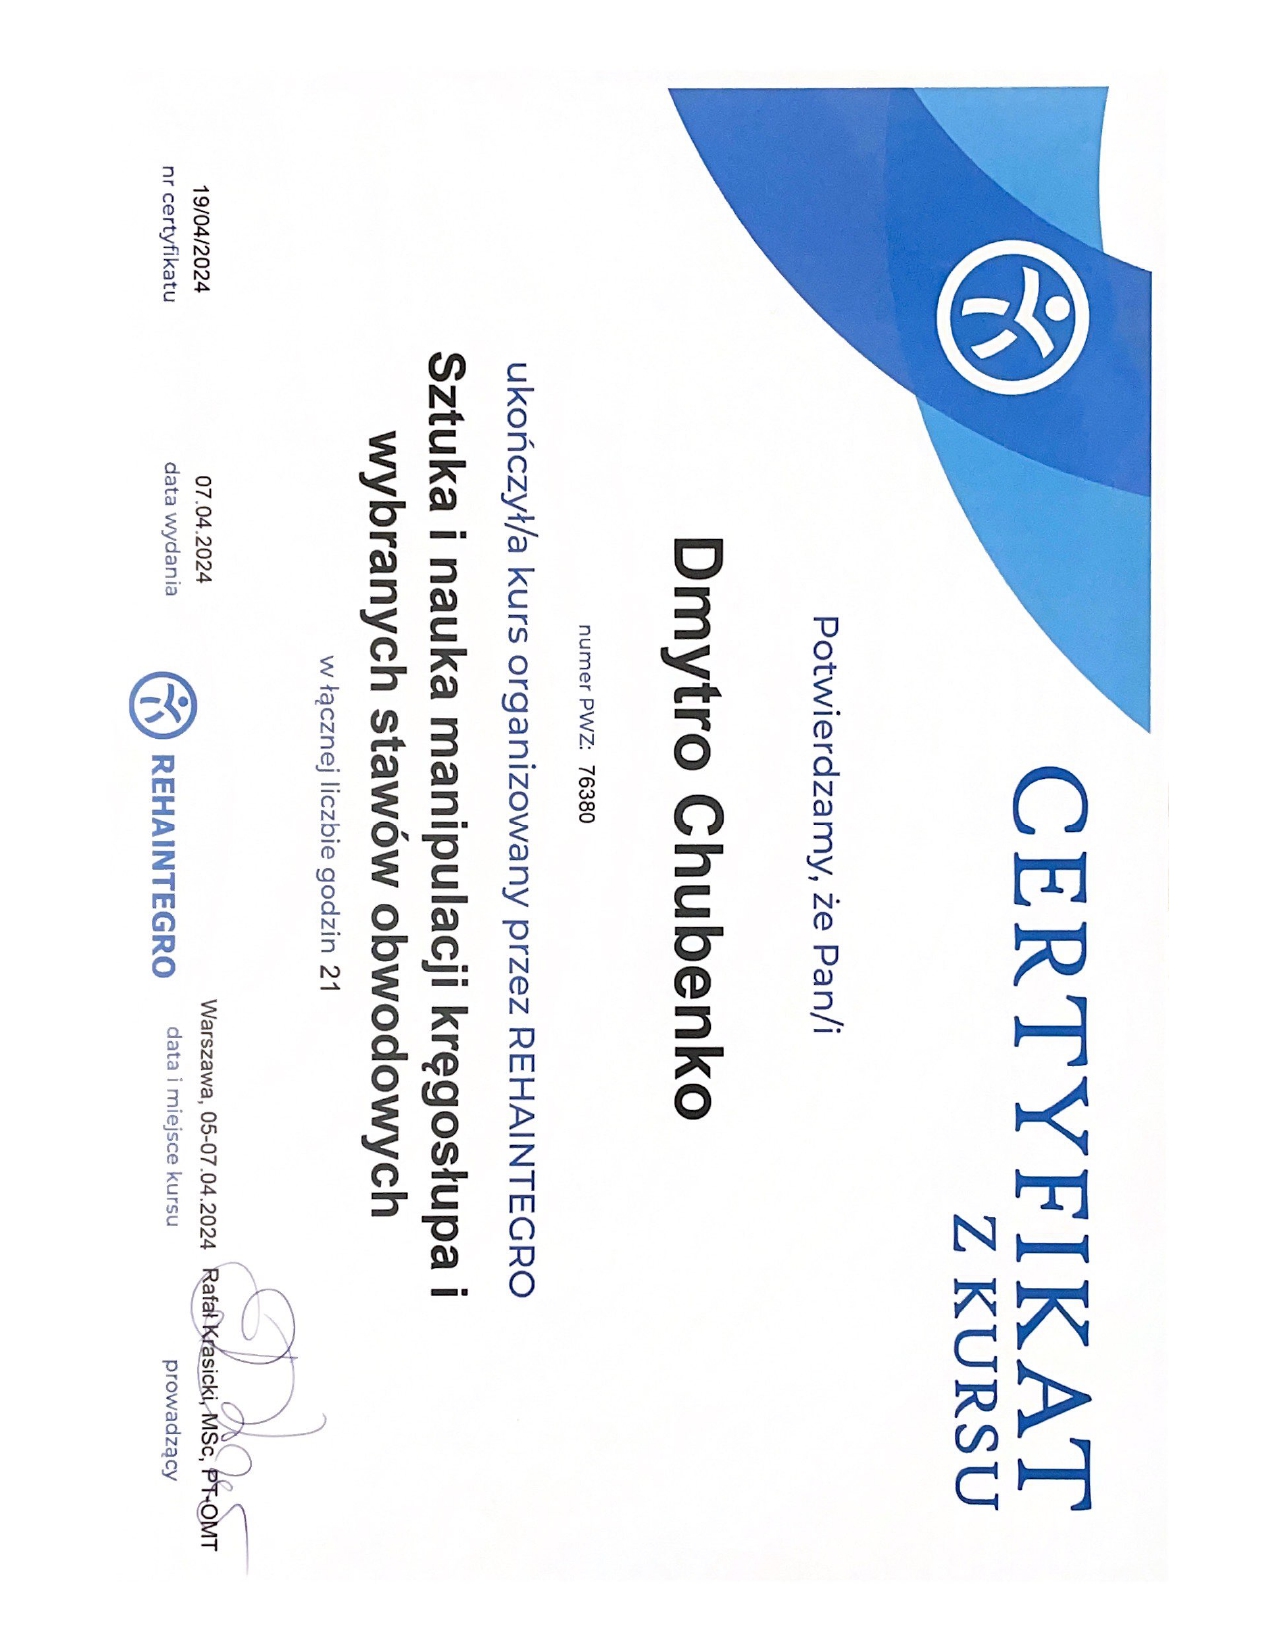 CERTYFIKAT
Z KURSU
Potwierdzamy, że Pan/i
Dmytro Chubenko
numer PWZ: 76380
ukończył/a kurs organizowany przez REHAINTEGRO
Sztuka i nauka manipulacji kręgosłupa i
wybranych stawów obwodowych
w łącznej liczbie godzin 21
19/04/2024
nr certyfikatu
07.04.2024
data wydania
REHAINTEGRO
Warszawa, 05-07.04.2024
data i miejsce kursu
Rafał Krasicki, MSc, PT-OMT
prowadzący